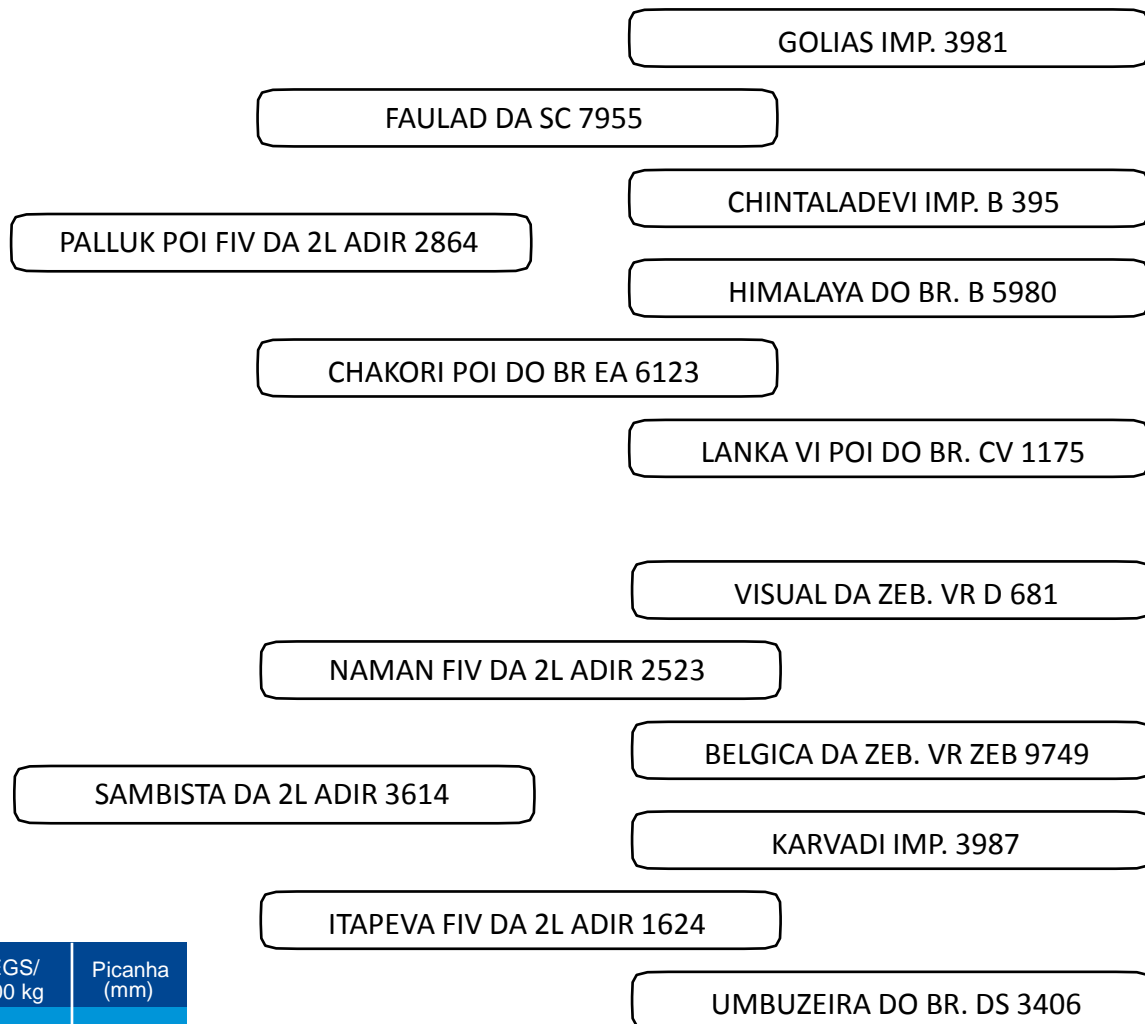 GOLIAS IMP. 3981
FAULAD DA SC 7955
CHINTALADEVI IMP. B 395
PALLUK POI FIV DA 2L ADIR 2864
HIMALAYA DO BR. B 5980
CHAKORI POI DO BR EA 6123
LANKA VI POI DO BR. CV 1175
VISUAL DA ZEB. VR D 681
NAMAN FIV DA 2L ADIR 2523
BELGICA DA ZEB. VR ZEB 9749
SAMBISTA DA 2L ADIR 3614
KARVADI IMP. 3987
ITAPEVA FIV DA 2L ADIR 1624
UMBUZEIRA DO BR. DS 3406
kg
Picanha
(mm)